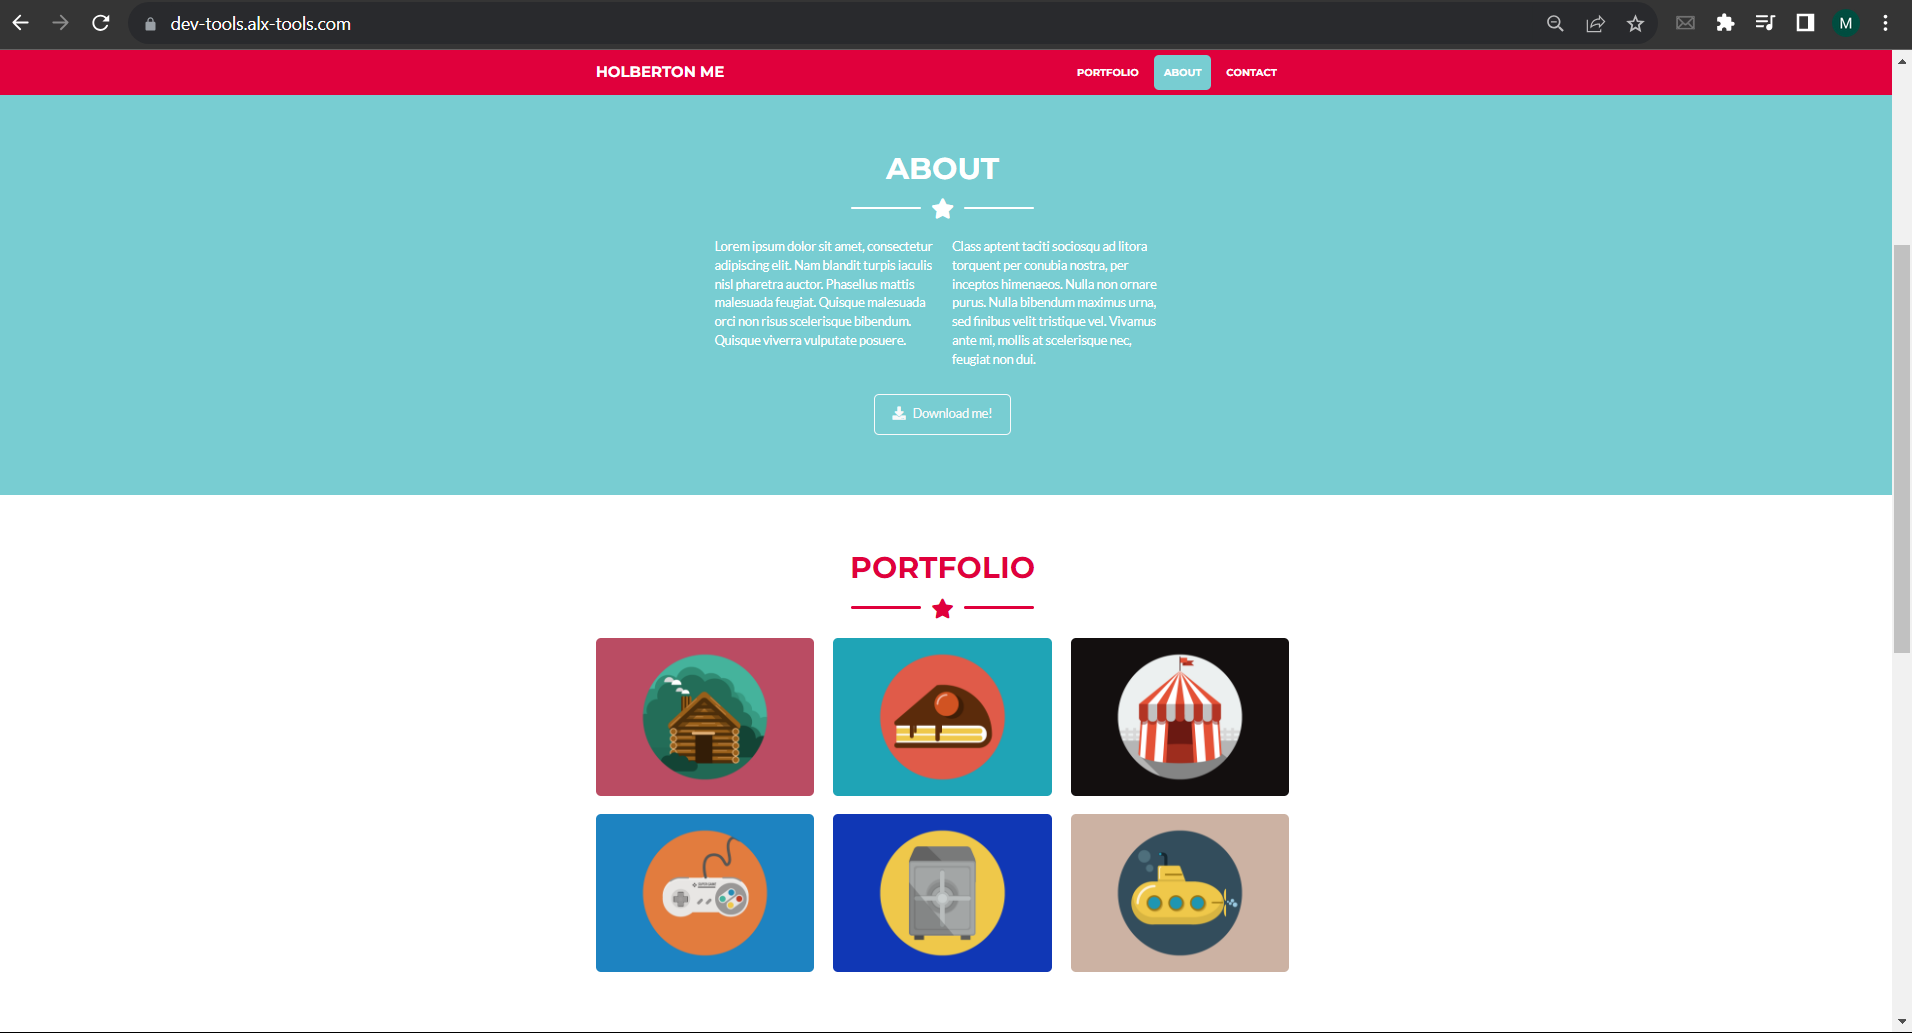 dev-tools.alx-tools.com
M
HOLBERTON ME
PORTFOLIO
ABOUT
CONTACT
ABOUT
Lorem ipsum dolor sit amet, consectetur
adipiscing elit. Nam blandit turpis iaculis
nisl pharetra auctor. Phasellus mattis
malesuada feugiat. Quisque malesuada
orci non risus scelerisque bibendum.
Quisque viverra vulputate posuere.
Class aptent taciti sociosqu ad litora
torquent per conubia nostra, per
inceptos himenaeos. Nulla non ornare
purus. Nulla bibendum maximus urna,
sed finibus velit tristique vel. Vivamus
ante mi, mollis at scelerisque nec,
feugiat non dui.
Download me!
PORTFOLIO